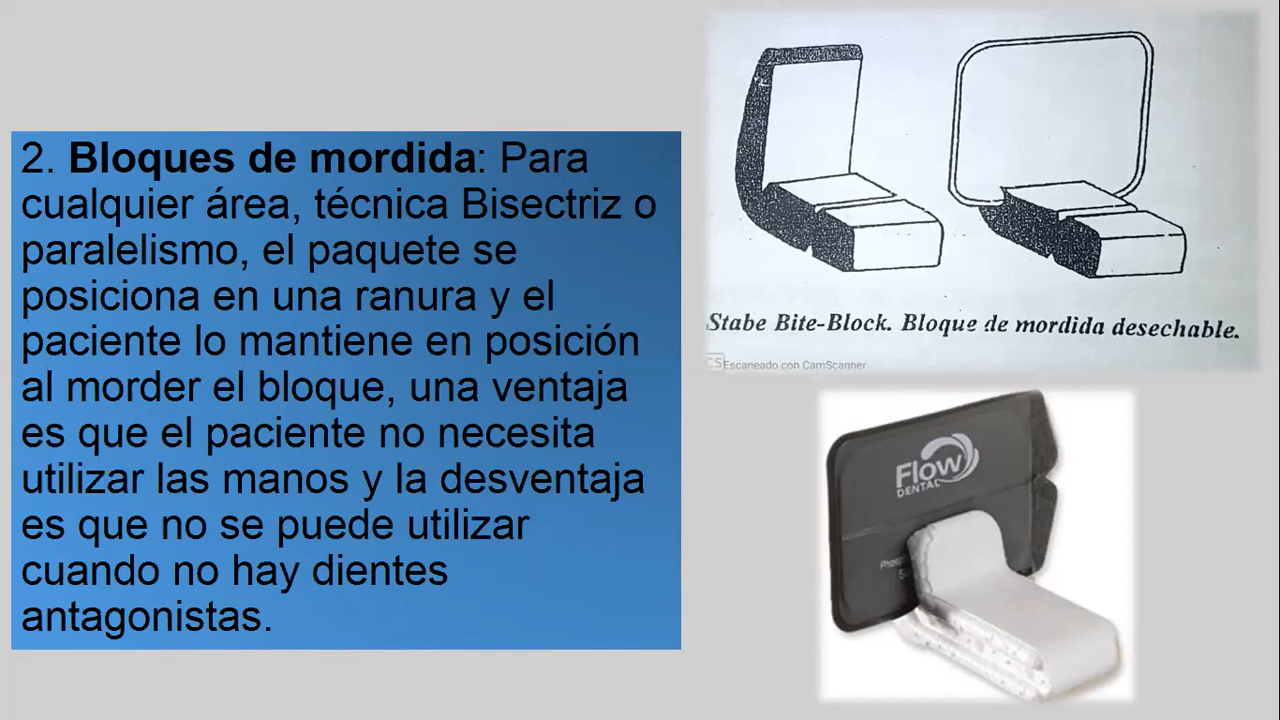 2. Bloques de mordida: Para
cualquier área, técnica Bisectriz o
paralelismo, el paquete se
posiciona en una ranura y el
paciente lo mantiene en posición
al morder el bloque, una ventaja
es que el paciente no necesita
utilizar las manos y la desventaja
es que no se puede utilizar
cuando no hay dientes
antagonistas.
Stabe Bite-Block. Bloque de mordida desechable.
CS Escaneado con CamScanner
Flow
DENTAL